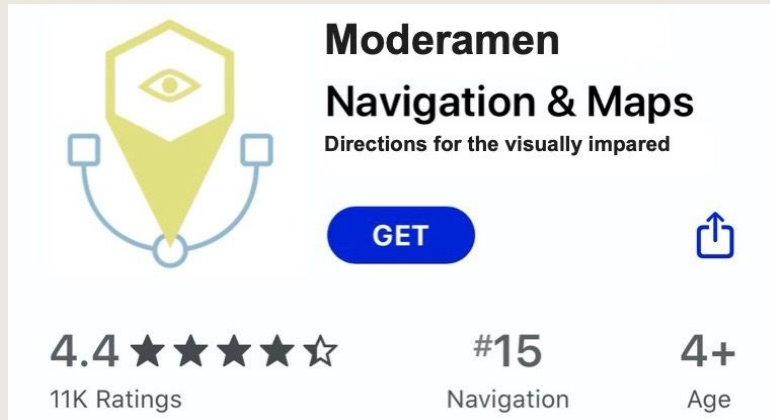 Moderamen
Navigation & Maps
Directions for the visually impared
GET
4.4
#15
4+
11K Ratings
Navigation
Age